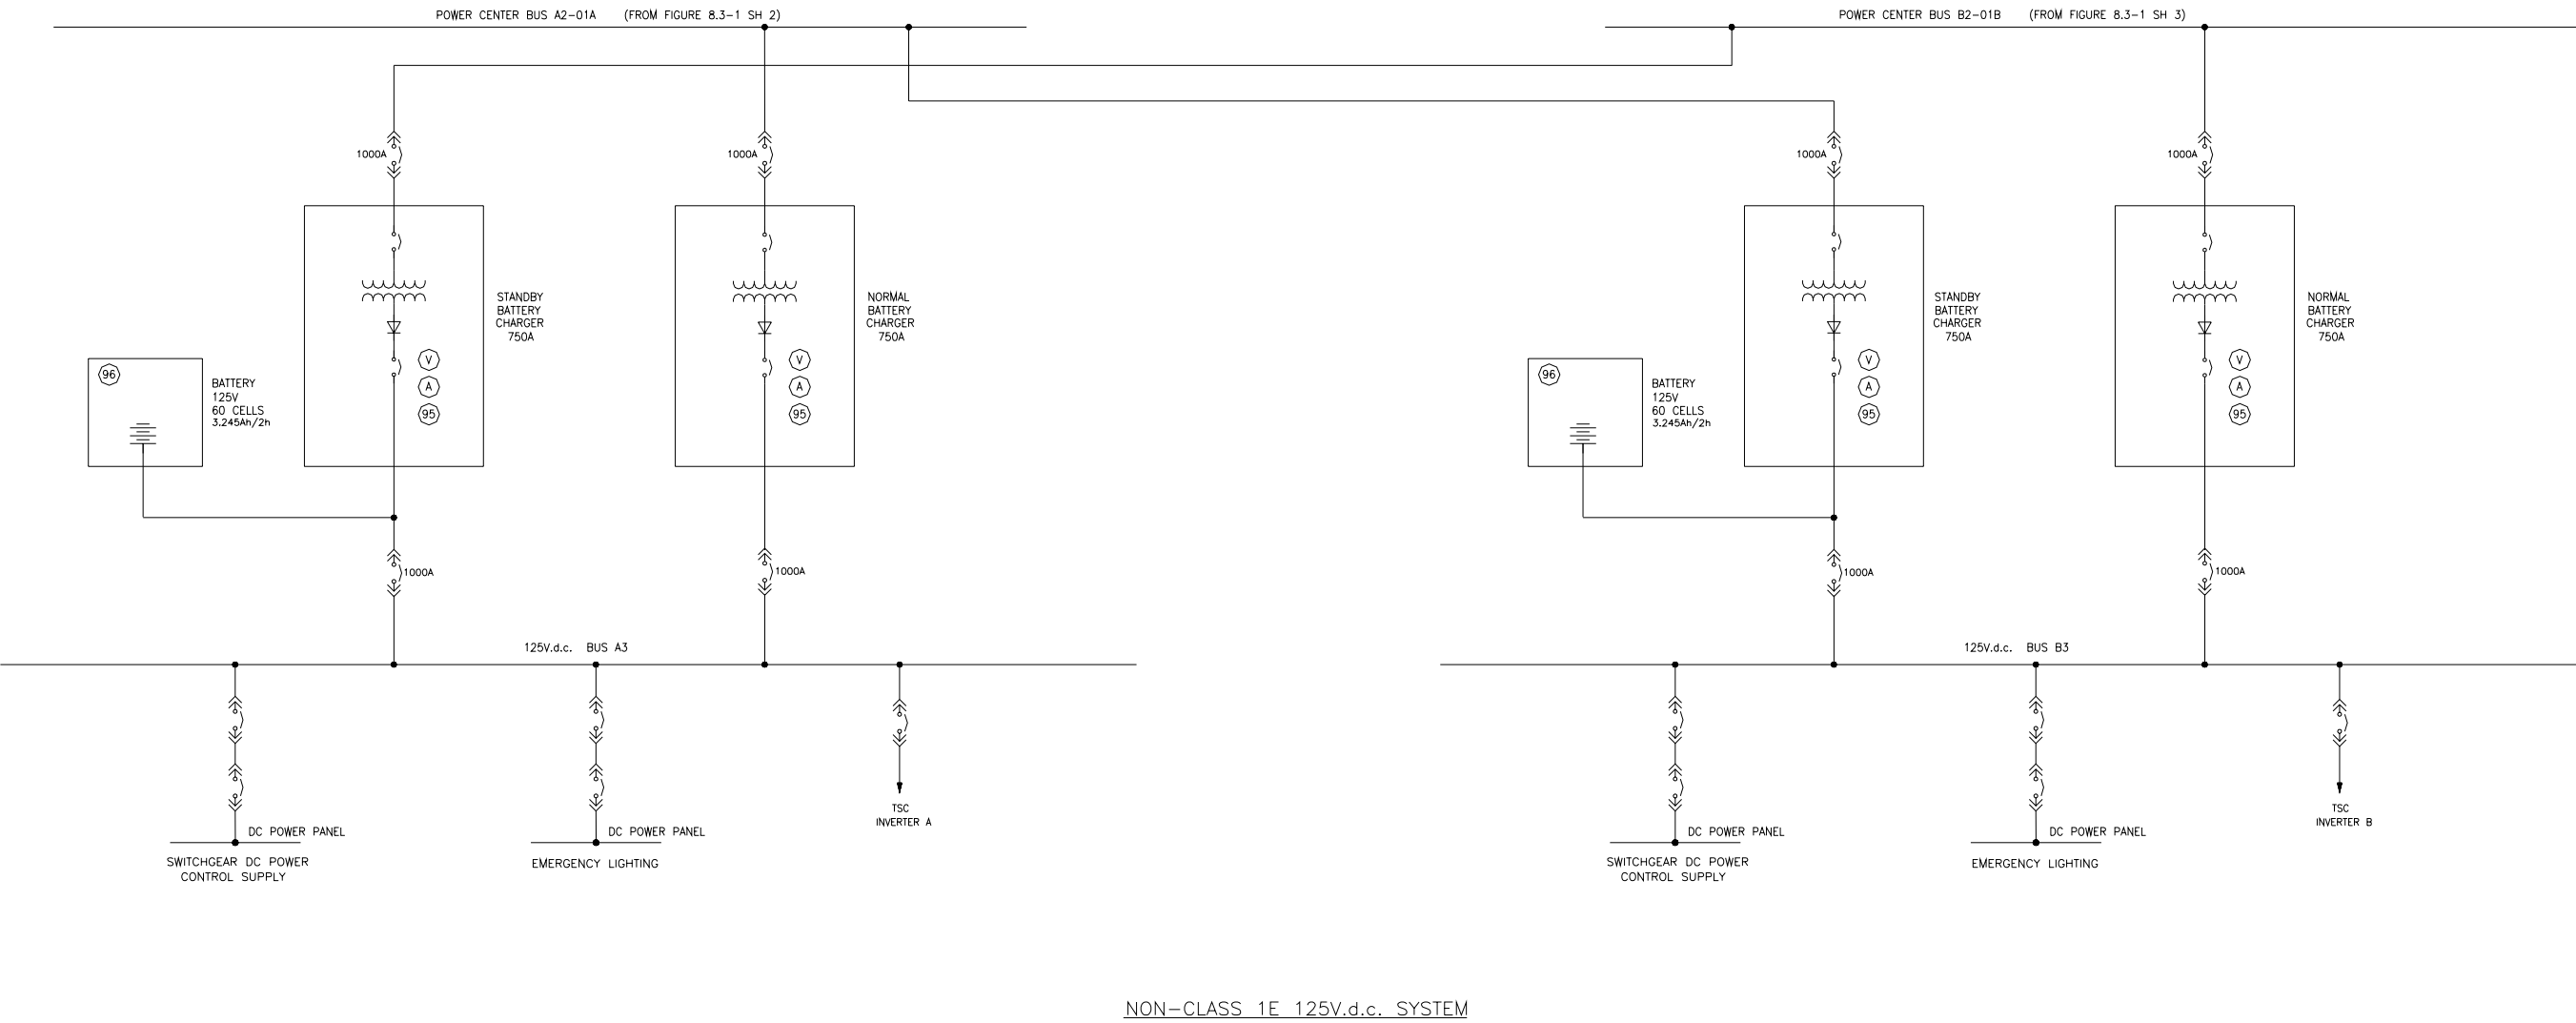 POWER CENTER BUS A2-01A (FROM FIGURE 8.3-1 SH 2)
POWER CENTER BUS B2-01B (FROM FIGURE 8.3-1 SH 3)
1000A
1000A
1000A
1000A
STANDBY
BATTERY
CHARGER
750A
NORMAL
BATTERY
CHARGER
750A
STANDBY
BATTERY
CHARGER
750A
NORMAL
BATTERY
CHARGER
750A
96
BATTERY
125V
60 CELLS
3.245Ah/2h
V
A
95
V
A
95
96
BATTERY
125V
60 CELLS
3.245Ah/2h
V
A
95
V
A
95
1000A
1000A
1000A
1000A
125V.d.c. BUS A3
125V.d.c. BUS B3
DC POWER PANEL
SWITCHGEAR DC POWER
CONTROL SUPPLY
DC POWER PANEL
EMERGENCY LIGHTING
TSC
INVERTER A
DC POWER PANEL
SWITCHGEAR DC POWER
CONTROL SUPPLY
DC POWER PANEL
EMERGENCY LIGHTING
TSC
INVERTER B
NON-CLASS 1E 125V.d.c. SYSTEM